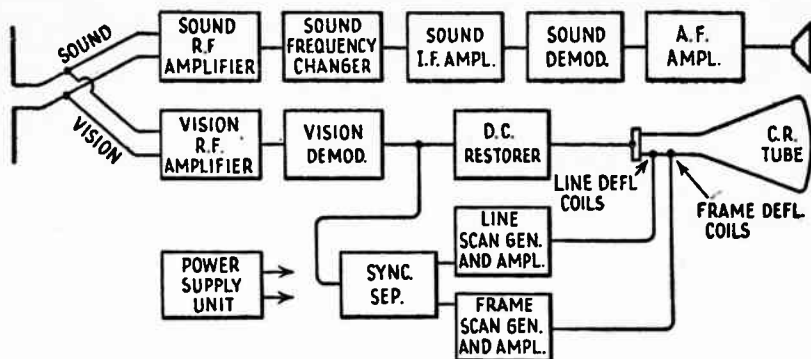 SOUND
SOUND
R.F
AMPLIFIER
SOUND
FREQUENCY
CHANGER
SOUND
I.F. AMPL.
SOUND
DEMOD.
A.F.
AMPL.
VISION
VISION
R.F.
AMPLIFIER
VISION
DEMOD.
D.C.
RESTORER
C.R.
TUBE
LINE DEFL
COILS
FRAME DEFL.
COILS
POWER
SUPPLY
UNIT
SYNC.
SEP.
LINE
SCAN GEN.
AND AMPL.
FRAME
SCAN GEN.
AND AMPL.